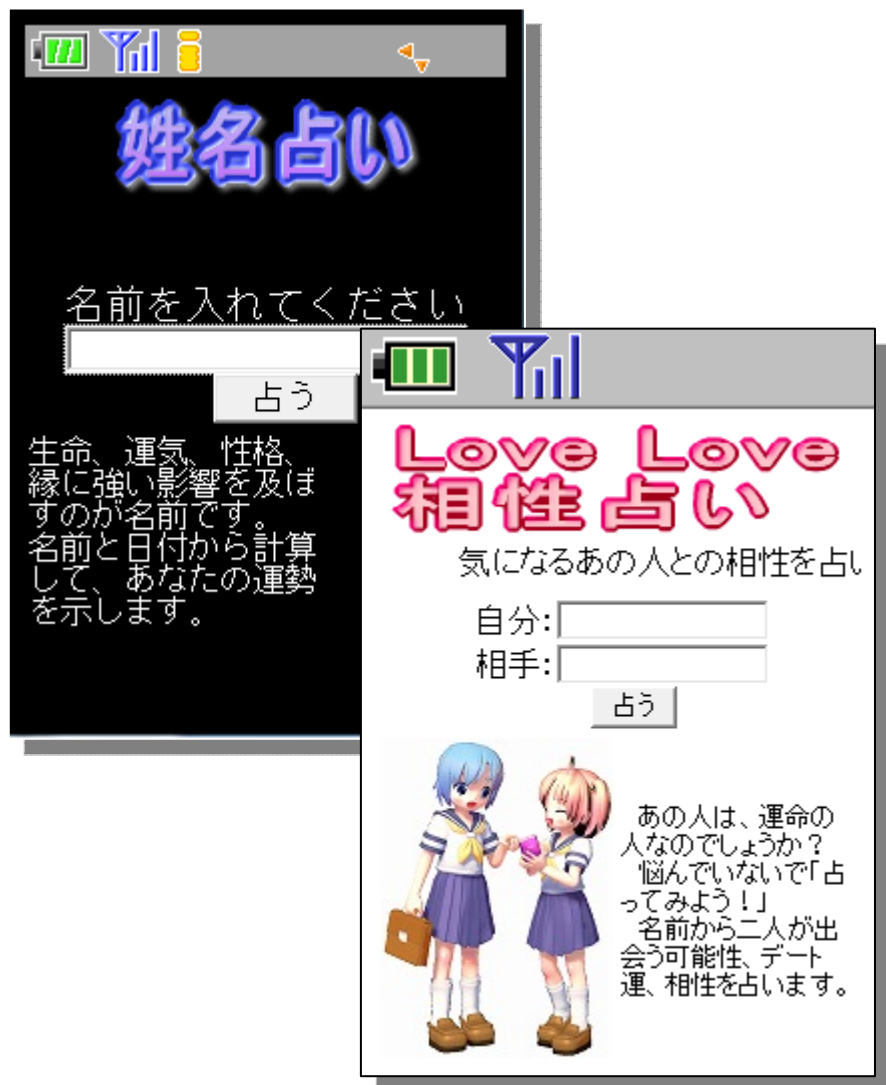 姓名占い
名前を入れてください
占う
生命、運気、性格、
縁に強い影響を及ぼ
すのが名前です。
名前と日付から計算
して、あなたの運勢
を示します。
Love Love
相性占い
気になるあの人との相性を占い
自分:
相手:
占う
あの人は、運命の
人なのでしょうか?
悩んでいないで「占
ってみよう!」
名前から二人が出
会う可能性、デート
運、相性を占います。